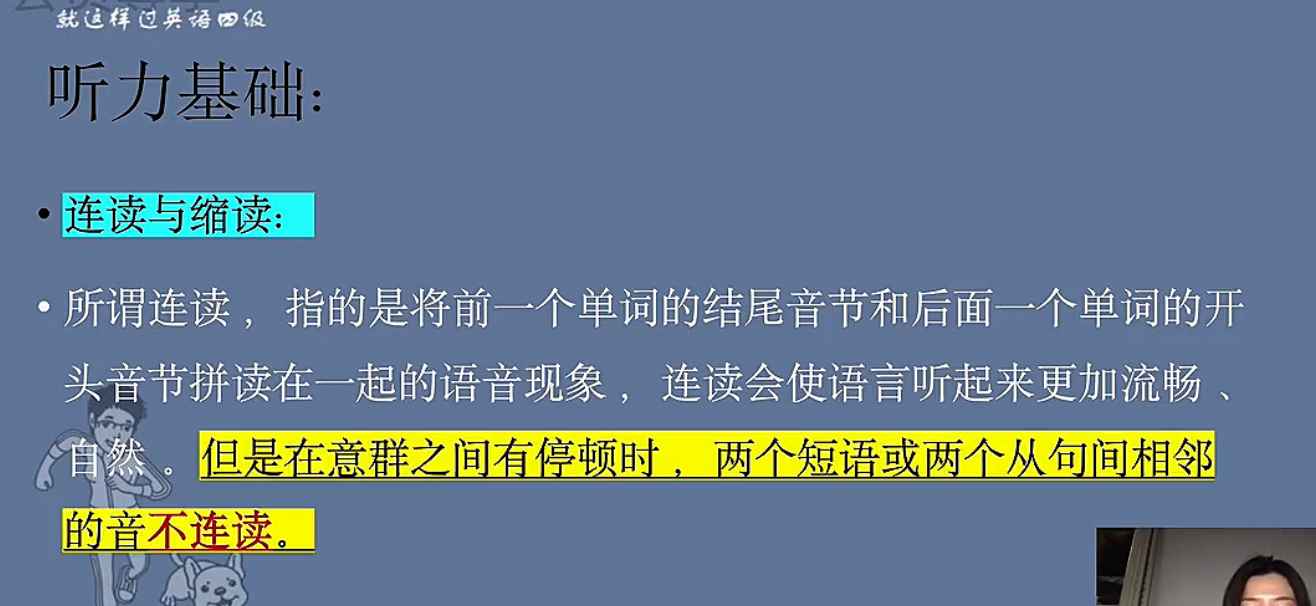 就这样过英语四级
听力基础:
• 连读与缩读:
• 所谓连读，指的是将前一个单词的结尾音节和后面一个单词的开
头音节拼读在一起的语音现象，连读会使语言听起来更加流畅、
自然。但是在意群之间有停顿时，两个短语或两个从句间相邻
的音不连读。